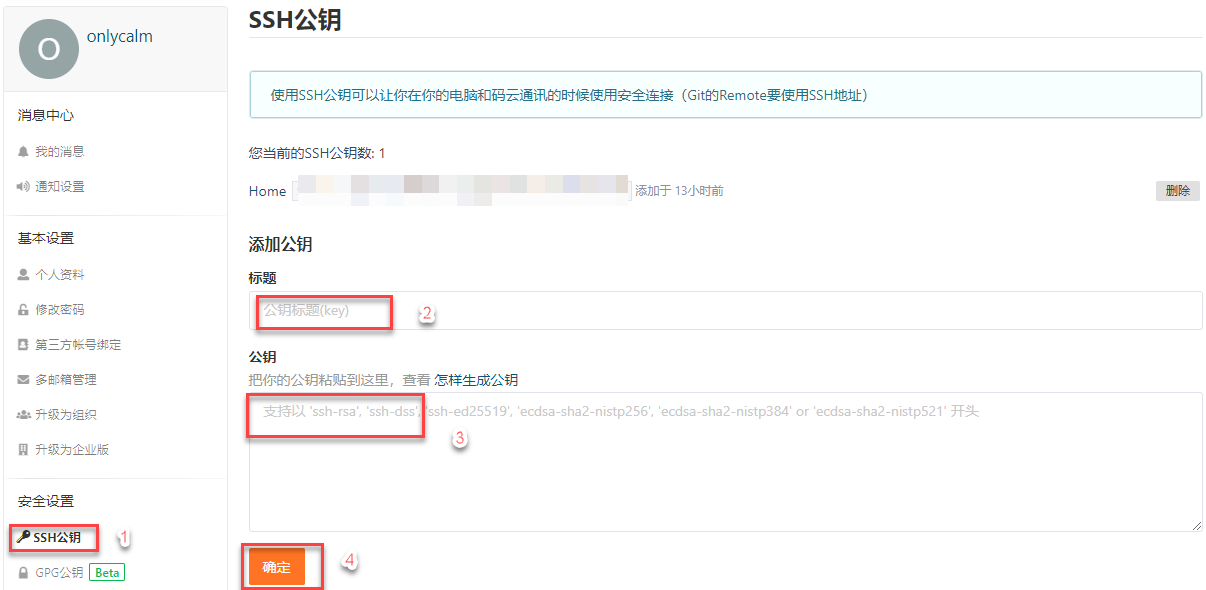 O
onlycalm
消息中心
我的消息
通知设置
基本设置
个人资料
修改密码
第三方帐号绑定
多邮箱管理
升级为组织
升级为企业版
安全设置
SSH公钥
1
GPG公钥 Beta
SSH公钥
使用SSH公钥可以让你在你的电脑和码云通讯的时候使用安全连接（Git的Remote要使用SSH地址）
您当前的SSH公钥数: 1
Home 添加于 13小时前
删除
添加公钥
标题
公钥标题(key)
2
公钥
把你的公钥粘贴到这里，查看 怎样生成公钥
支持以 'ssh-rsa', 'ssh-dss', 'ssh-ed25519', 'ecdsa-sha2-nistp256', 'ecdsa-sha2-nistp384' or 'ecdsa-sha2-nistp521' 开头
3
确定
4